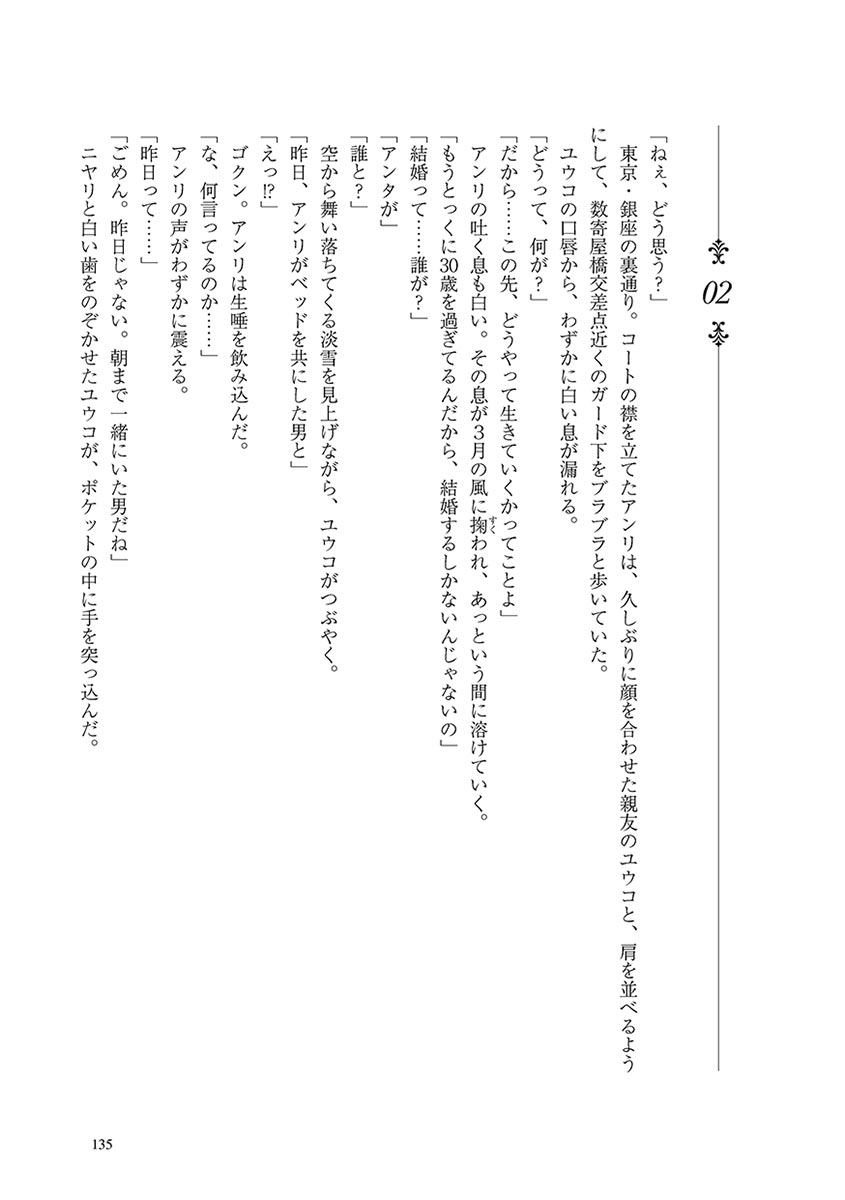 02
「ねぇ、どう思う？」
　東京・銀座の裏通り。コートの襟を立てたアンリは、久しぶりに顔を合わせた親友のユウコと、肩を並べるよう
にして、数寄屋橋交差点近くのガード下をブラブラと歩いていた。
　ユウコの口唇から、わずかに白い息が漏れる。
「どうって、何が？」
「だから……この先、どうやって生きていくかってことよ」
　アンリの吐く息も白い。その息が３月の風に掬われ、あっという間に溶けていく。
すく
「もうとっくに30歳を過ぎてるんだから、結婚するしかないんじゃないの」
「結婚って……誰が？」
「アンタが」
「誰と？」
　空から舞い落ちてくる淡雪を見上げながら、ユウコがつぶやく。
「昨日、アンリがベッドを共にした男と」
「えっ!?」
　ゴクン。アンリは生唾を飲み込んだ。
「な、何言ってるのか……」
　アンリの声がわずかに震える。
「昨日って……」
「ごめん。昨日じゃない。朝まで一緒にいた男だね」
　ニヤリと白い歯をのぞかせたユウコが、ポケットの中に手を突っ込んだ。
135